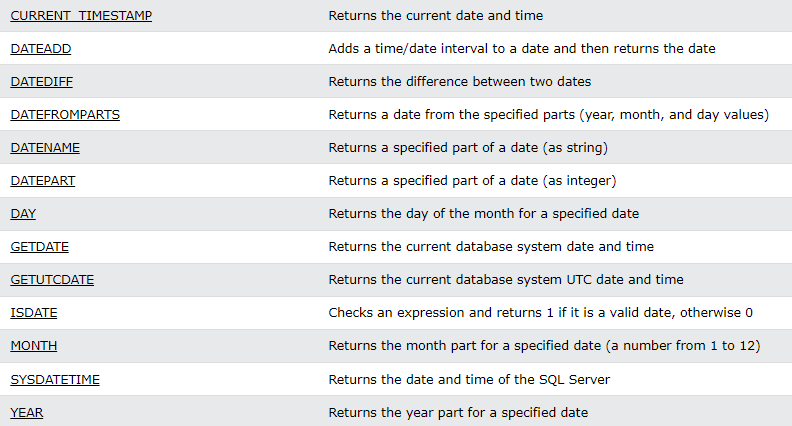 CURRENT_TIMESTAMP Returns the current date and time
DATEADD Adds a time/date interval to a date and then returns the date
DATEDIFF Returns the difference between two dates
DATEFROMPARTS Returns a date from the specified parts (year, month, and day values)
DATENAME Returns a specified part of a date (as string)
DATEPART Returns a specified part of a date (as integer)
DAY Returns the day of the month for a specified date
GETDATE Returns the current database system date and time
GETUTCDATE Returns the current database system UTC date and time
ISDATE Checks an expression and returns 1 if it is a valid date, otherwise 0
MONTH Returns the month part for a specified date (a number from 1 to 12)
SYSDATETIME Returns the date and time of the SQL Server
YEAR Returns the year part for a specified date